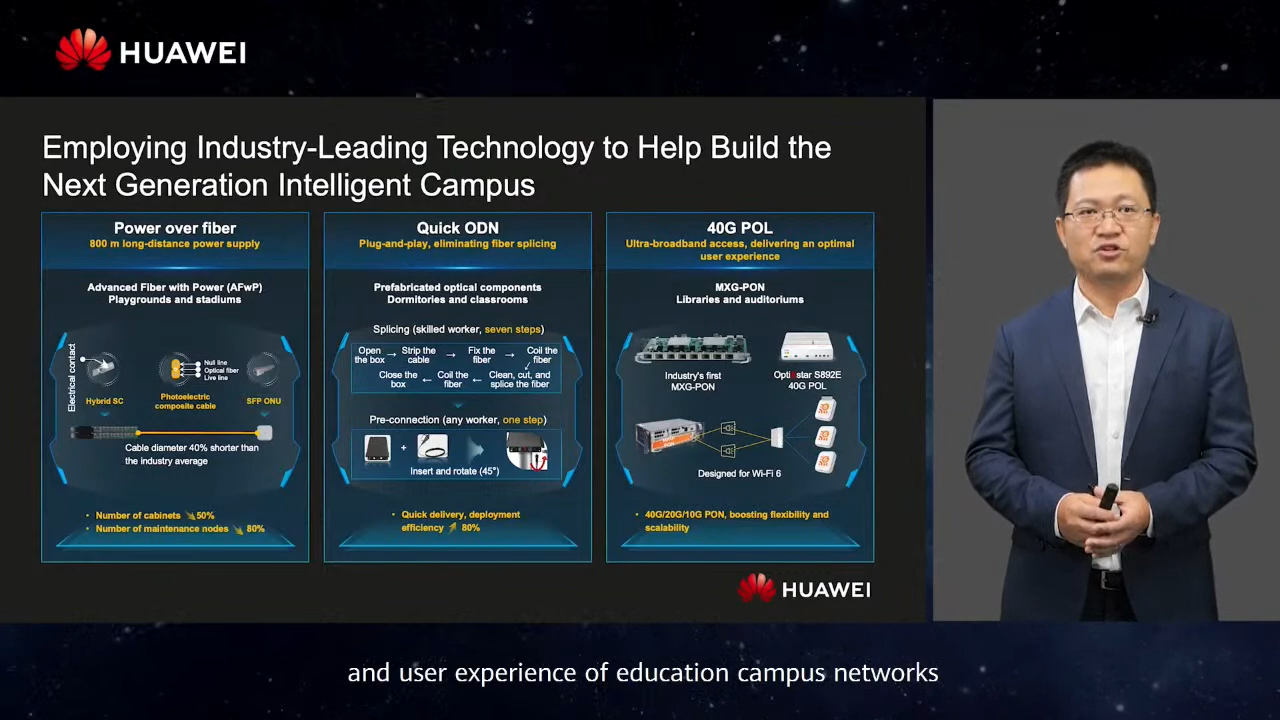 HUAWEI
Employing Industry-Leading Technology to Help Build the
Next Generation Intelligent Campus
Power over fiber
800 m long-distance power supply
Advanced Fiber with Power (AFwP)
Playgrounds and stadiums
Electrical contact
Null line
Optical fiber
Live line
Hybrid SC
Photoelectric
composite cable
SFP ONU
Cable diameter 40% shorter than
the industry average
• Number of cabinets 50%
• Number of maintenance nodes 80%
Quick ODN
Plug-and-play, eliminating fiber splicing
Prefabricated optical components
Dormitories and classrooms
Splicing (skilled worker, seven steps)
Open
the box
Strip the
cable
Fix the
fiber
Coil the
fiber
Clean, cut, and
splice the fiber
Coil the
fiber
Close the
box
Pre-connection (any worker, one step)
+
Insert and rotate (45°)
• Quick delivery, deployment
efficiency 80%
40G POL
Ultra-broadband access, delivering an optimal
user experience
MXG-PON
Libraries and auditoriums
Industry's first
MXG-PON
OptiXstar S892E
40G POL
Designed for Wi-Fi 6
• 40G/20G/10G PON, boosting flexibility and
scalability
HUAWEI
and user experience of education campus networks